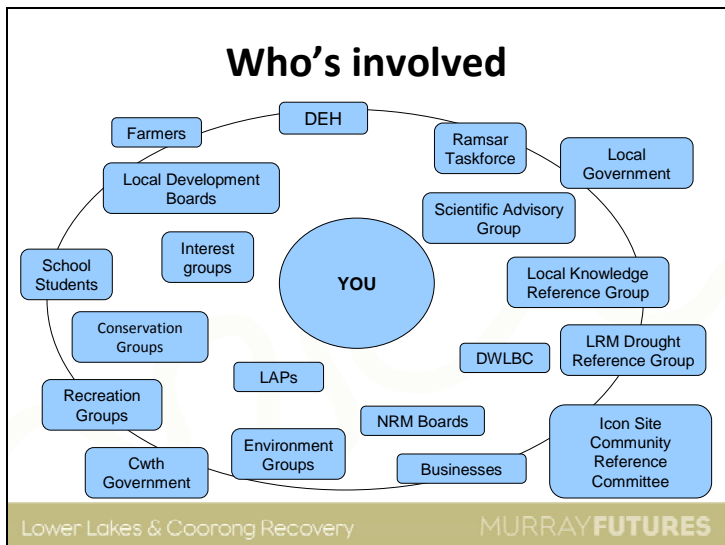 Who's involved
DEH
Farmers
Ramsar
Taskforce
Local
Government
Local Development
Boards
Scientific Advisory
Group
Interest
groups
School
Students
YOU
Local Knowledge
Reference Group
Conservation
Groups
DWLBC
LRM Drought
Reference Group
LAPs
Recreation
Groups
NRM Boards
Icon Site
Community
Reference
Committee
Environment
Groups
Cwth
Government
Businesses
Lower Lakes & Coorong Recovery
MURRAYFUTURES